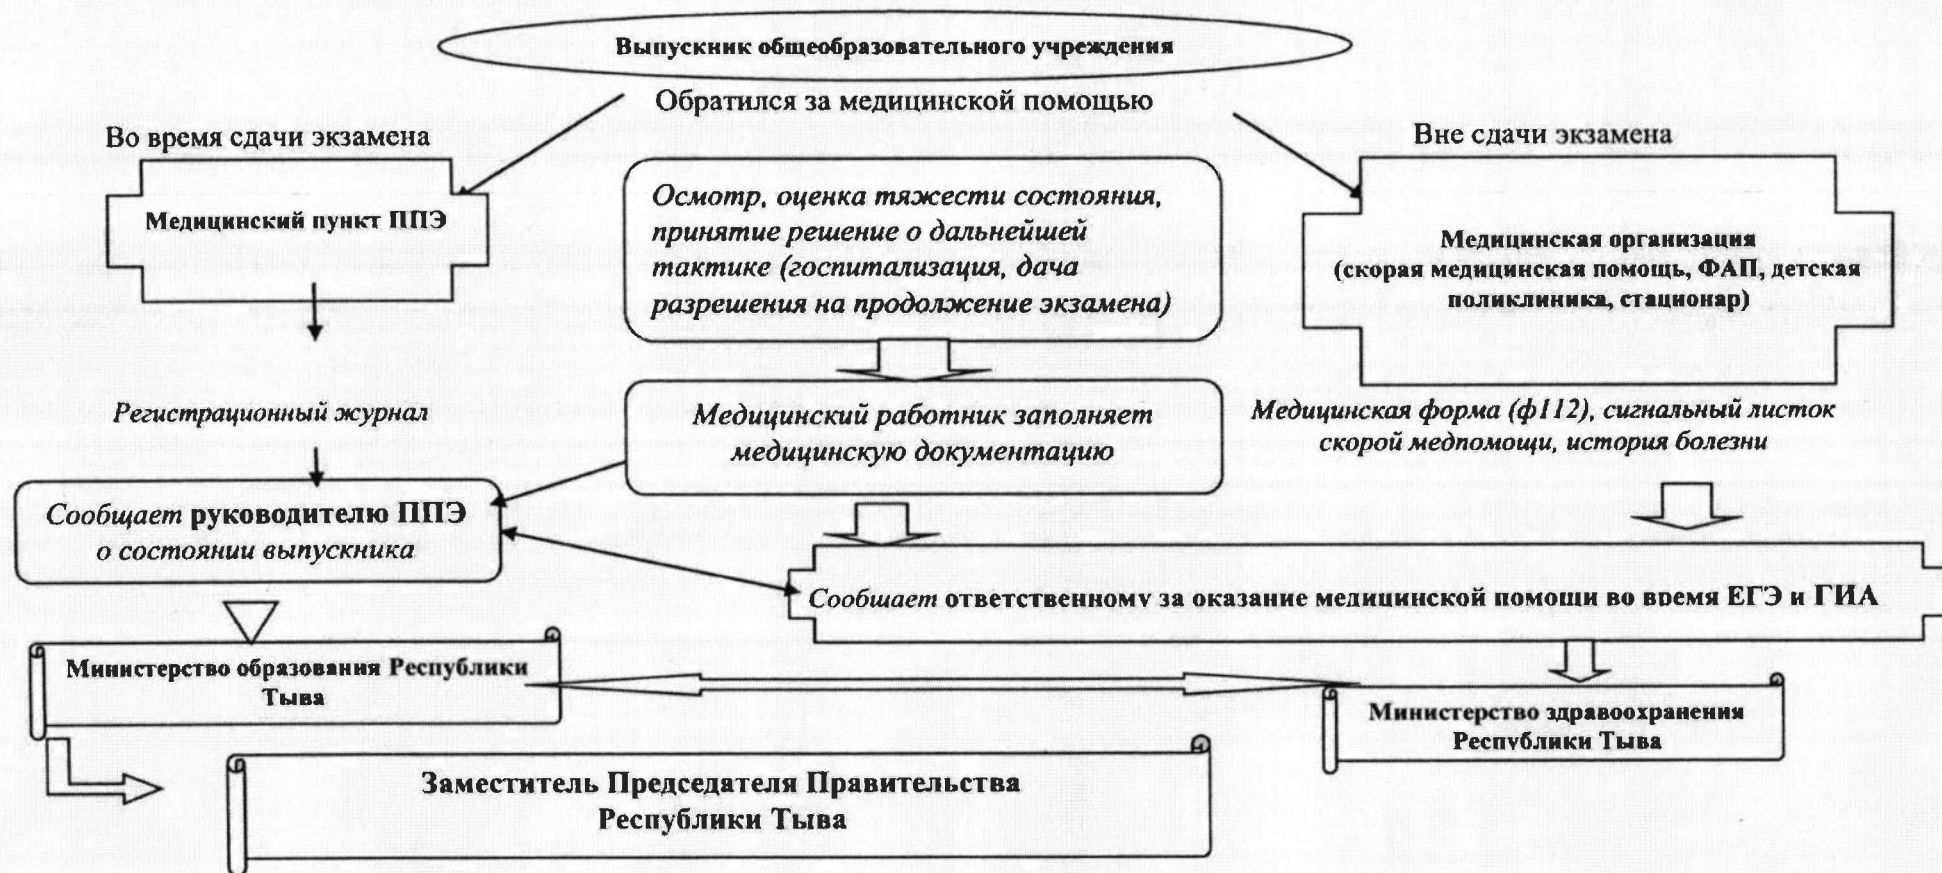 Выпускник общеобразовательного учреждения
Обратился за медицинской помощью
Во время сдачи экзамена
Вне сдачи экзамена
Медицинский пункт ППЭ
Осмотр, оценка тяжести состояния,
принятие решение о дальнейшей
тактике (госпитализация, дача
разрешения на продолжение экзамена)
Медицинская организация
(скорая медицинская помощь, ФАП, детская
поликлиника, стационар)
Регистрационный журнал
Медицинский работник заполняет
медицинскую документацию
Медицинская форма (ф112), сигнальный листок
скорой медпомощи, история болезни
Сообщает руководителю ППЭ
о состоянии выпускника
Сообщает ответственному за оказание медицинской помощи во время ЕГЭ и ГИА
Министерство образования Республики
Тыва
Министерство здравоохранения
Республики Тыва
Заместитель Председателя Правительства
Республики Тыва